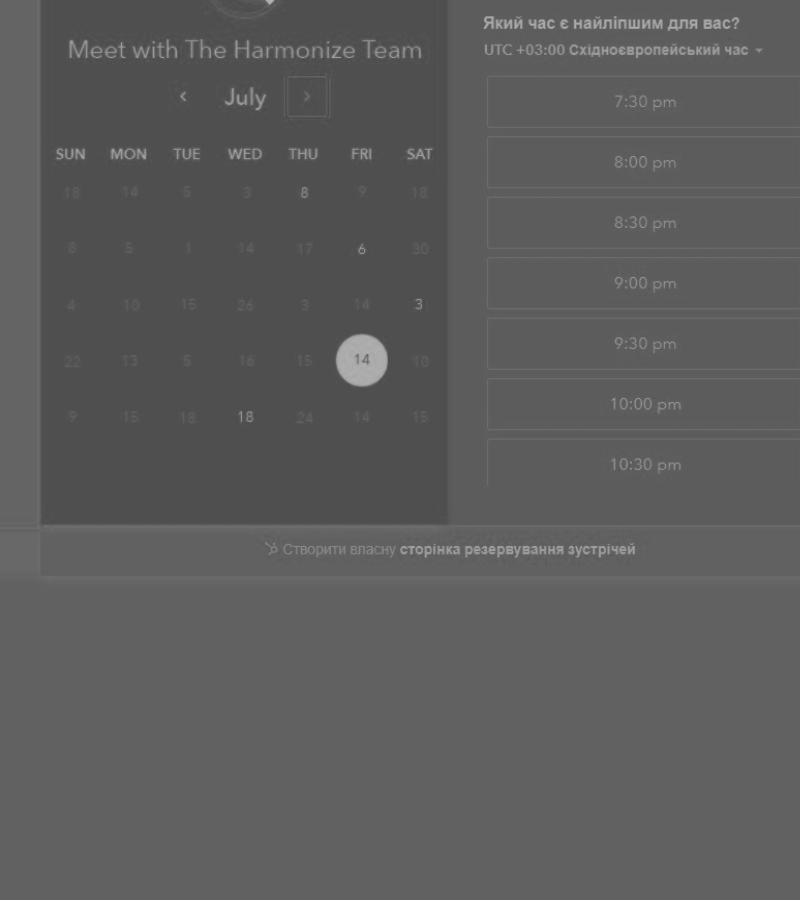 Meet with The Harmonize Team
July
SUN MON TUE WED THU FRI SAT
18 14 5 3 8 9 18
8 5 1 14 17 6 30
4 10 15 26 3 14 3
22 13 5 16 15 14 10
9 15 18 18 24 14 15
Який час є найліпшим для вас?
UTC +03:00 Східноєвропейський час
7:30 pm
8:00 pm
8:30 pm
9:00 pm
9:30 pm
10:00 pm
10:30 pm
Створити власну сторінка резервування зустрічей